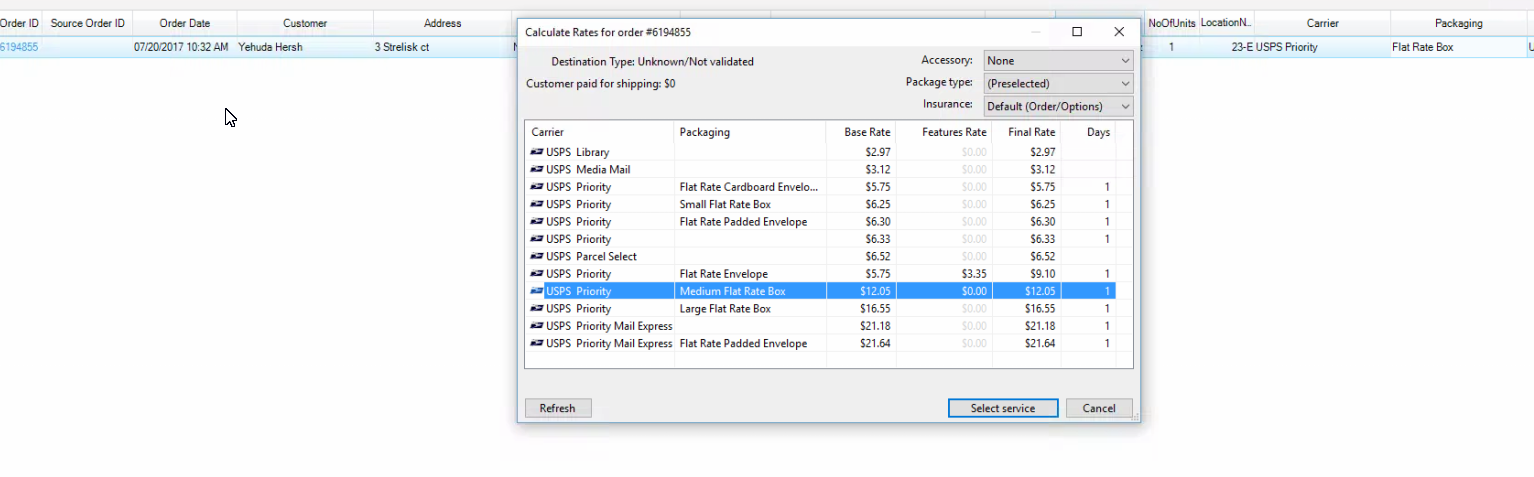 Order ID Source Order ID Order Date Customer Address NoOfUnits LocationN... Carrier Packaging
6194855 07/20/2017 10:32 AM Yehuda Hersh 3 Strelisk ct 1 23-E USPS Priority Flat Rate Box
Calculate Rates for order #6194855
Destination Type: Unknown/Not validated
Accessory: None
Customer paid for shipping: $0
Package type: (Preselected)
Insurance: Default (Order/Options)
Carrier Packaging Base Rate Features Rate Final Rate Days
USPS Library $2.97 $0.00 $2.97
USPS Media Mail $3.12 $0.00 $3.12
USPS Priority Flat Rate Cardboard Envelo... $5.75 $0.00 $5.75 1
USPS Priority Small Flat Rate Box $6.25 $0.00 $6.25 1
USPS Priority Flat Rate Padded Envelope $6.30 $0.00 $6.30 1
USPS Priority $6.33 $0.00 $6.33 1
USPS Parcel Select $6.52 $0.00 $6.52
USPS Priority Flat Rate Envelope $5.75 $3.35 $9.10 1
USPS Priority Medium Flat Rate Box $12.05 $0.00 $12.05 1
USPS Priority Large Flat Rate Box $16.55 $0.00 $16.55 1
USPS Priority Mail Express $21.18 $0.00 $21.18 1
USPS Priority Mail Express Flat Rate Padded Envelope $21.64 $0.00 $21.64 1
Refresh Select service Cancel